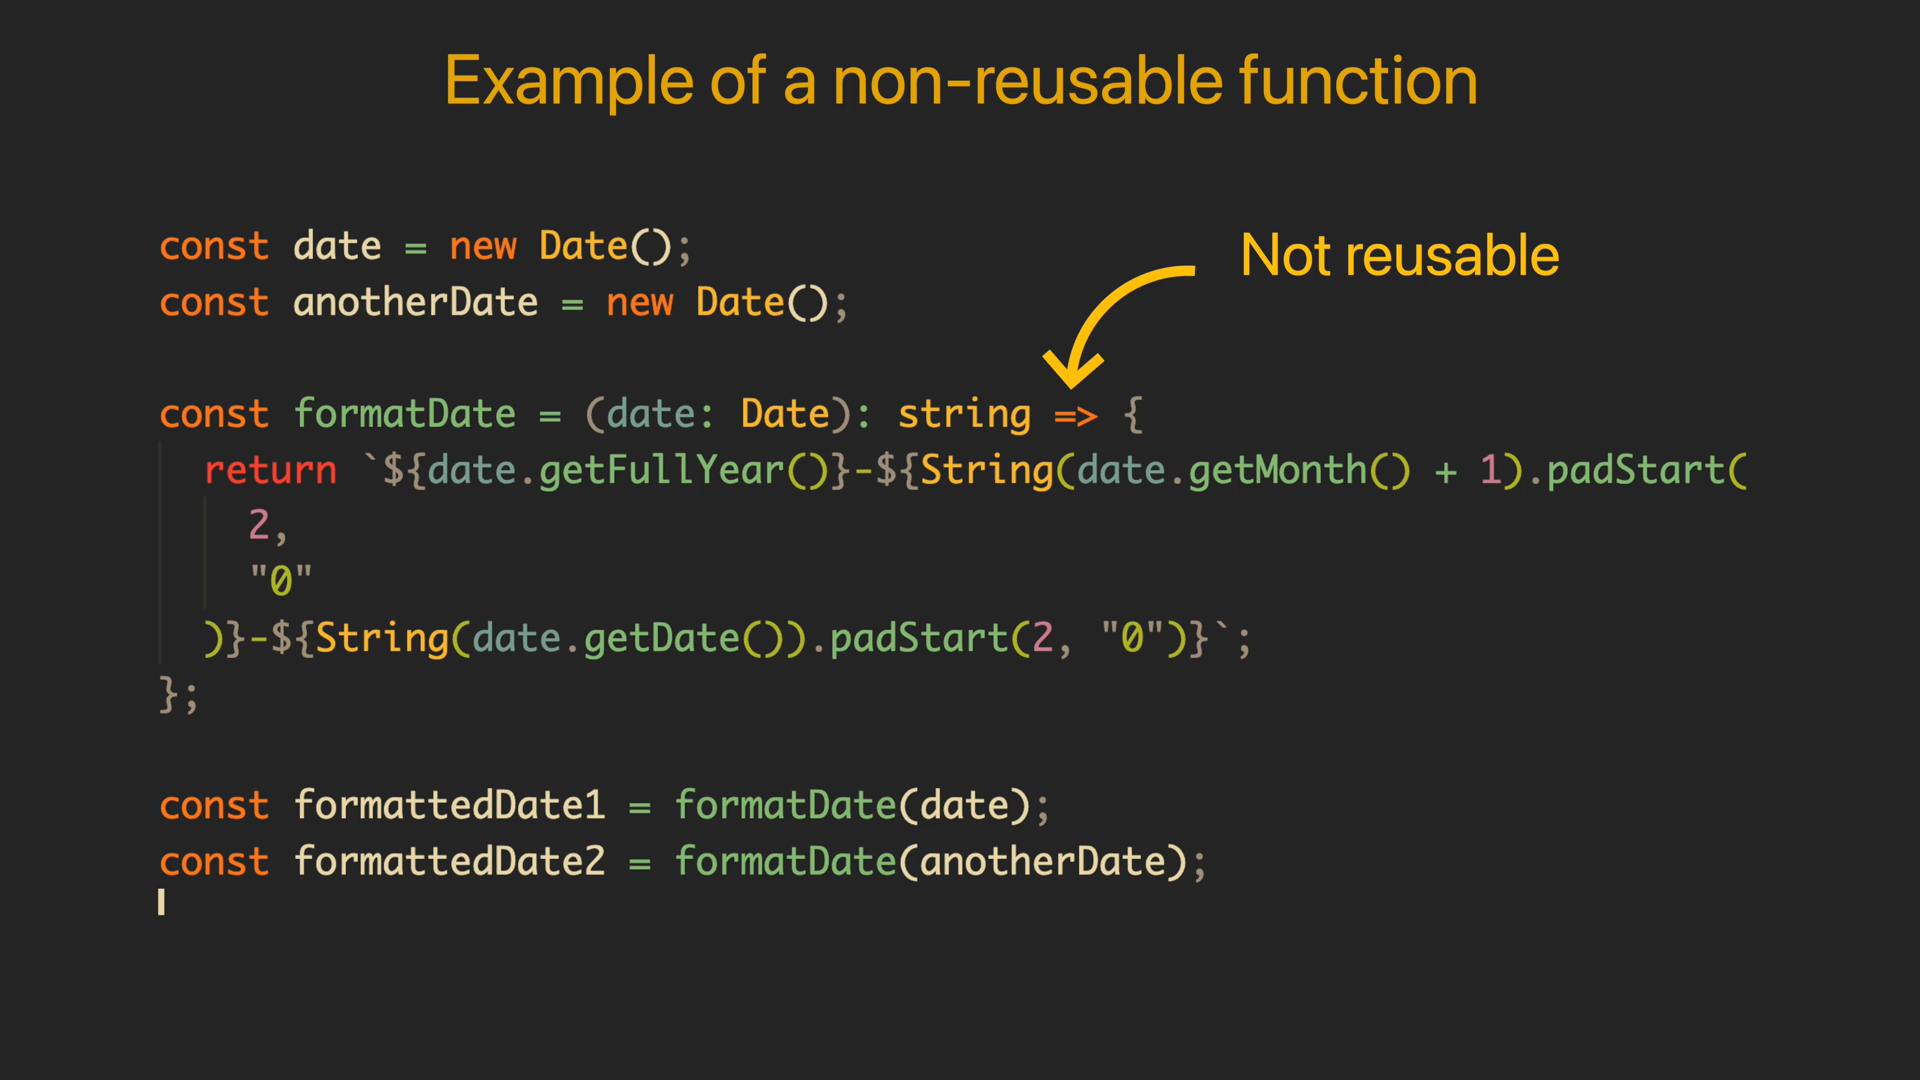 Example of a non-reusable function
const date = new Date();
Not reusable
const anotherDate = new Date();
const formatDate = (date: Date): string => {
return `${date.getFullYear()}-${String(date.getMonth() + 1).padStart(
2,
"0"
)}-${String(date.getDate()).padStart(2, "0")}`;
};
const formattedDate1 = formatDate(date);
const formattedDate2 = formatDate(anotherDate);